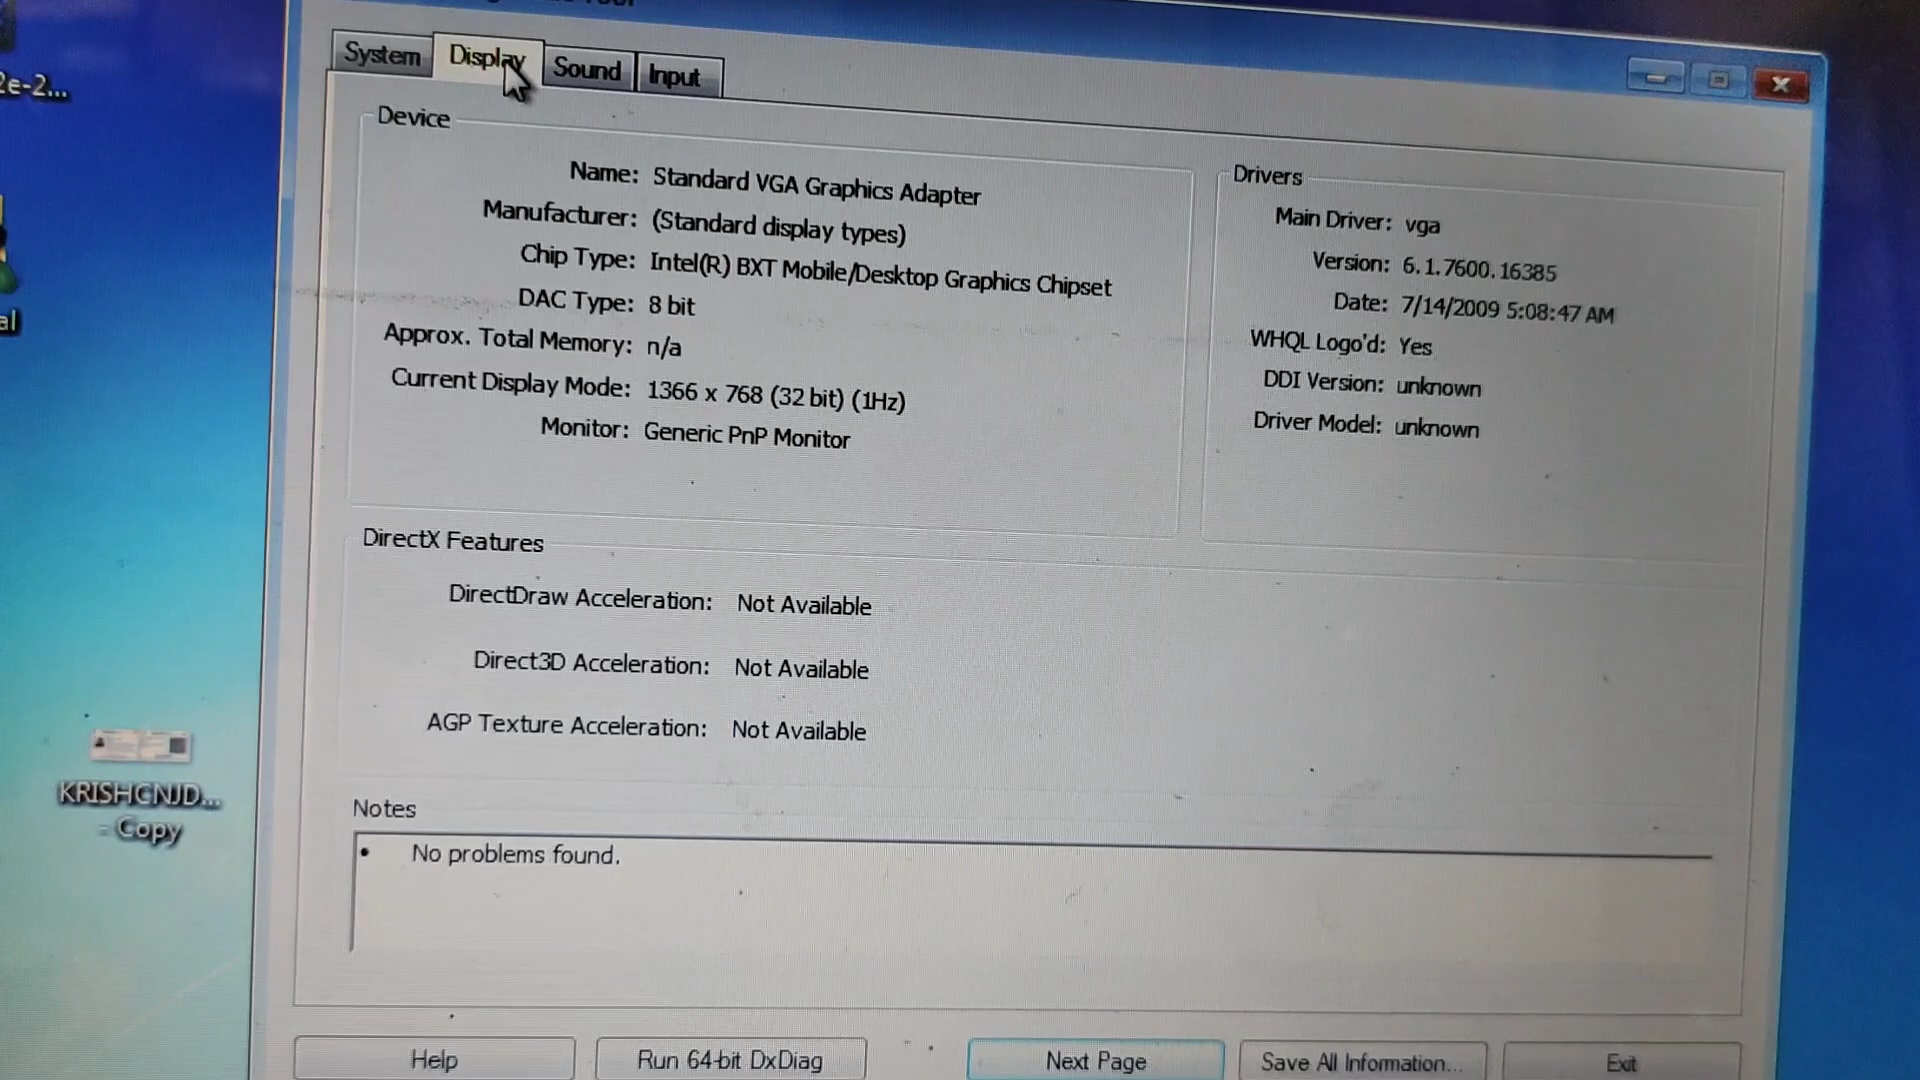 System
Display
Sound
Input
2e-2...
Device
Name: Standard VGA Graphics Adapter
Manufacturer: (Standard display types)
Chip Type: Intel(R) BXT Mobile/Desktop Graphics Chipset
DAC Type: 8 bit
Approx. Total Memory: n/a
Current Display Mode: 1366 x 768 (32 bit) (1Hz)
Monitor: Generic PnP Monitor
Drivers
Main Driver: vga
Version: 6.1.7600.16385
Date: 7/14/2009 5:08:47 AM
WHQL Logo'd: Yes
DDI Version: unknown
Driver Model: unknown
al
DirectX Features
DirectDraw Acceleration: Not Available
Direct3D Acceleration: Not Available
AGP Texture Acceleration: Not Available
KRISHCNJD...
- Copy
Notes
• No problems found.
Help
Run 64-bit DxDiag
Next Page
Save All Information...
Exit